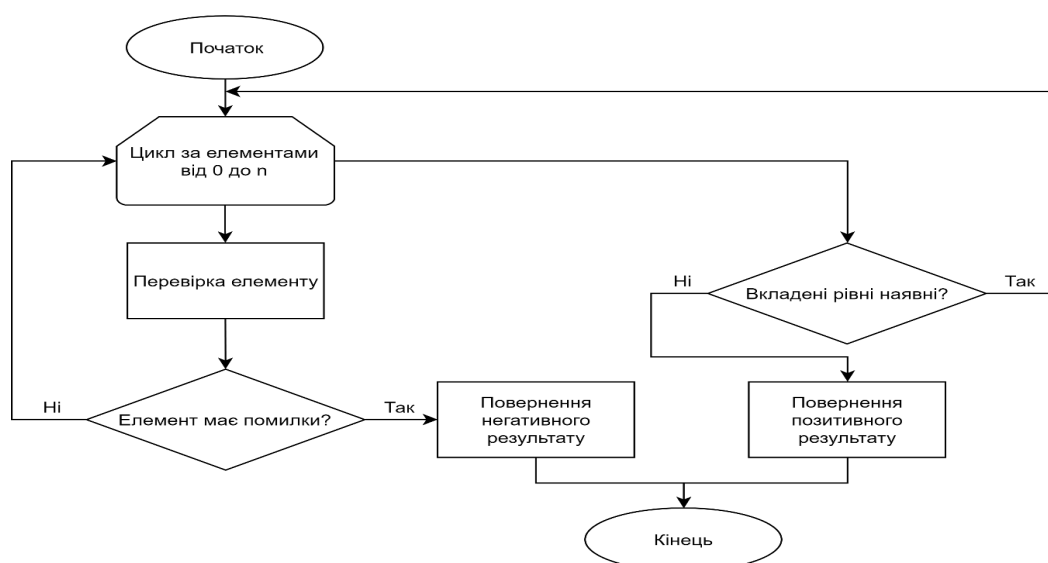 Початок
Цикл за елементами
від 0 до n
Перевірка елементу
Ні
Вкладені рівні наявні?
Так
Ні
Елемент має помилки?
Так
Повернення
негативного
результату
Повернення
позитивного
результату
Кінець